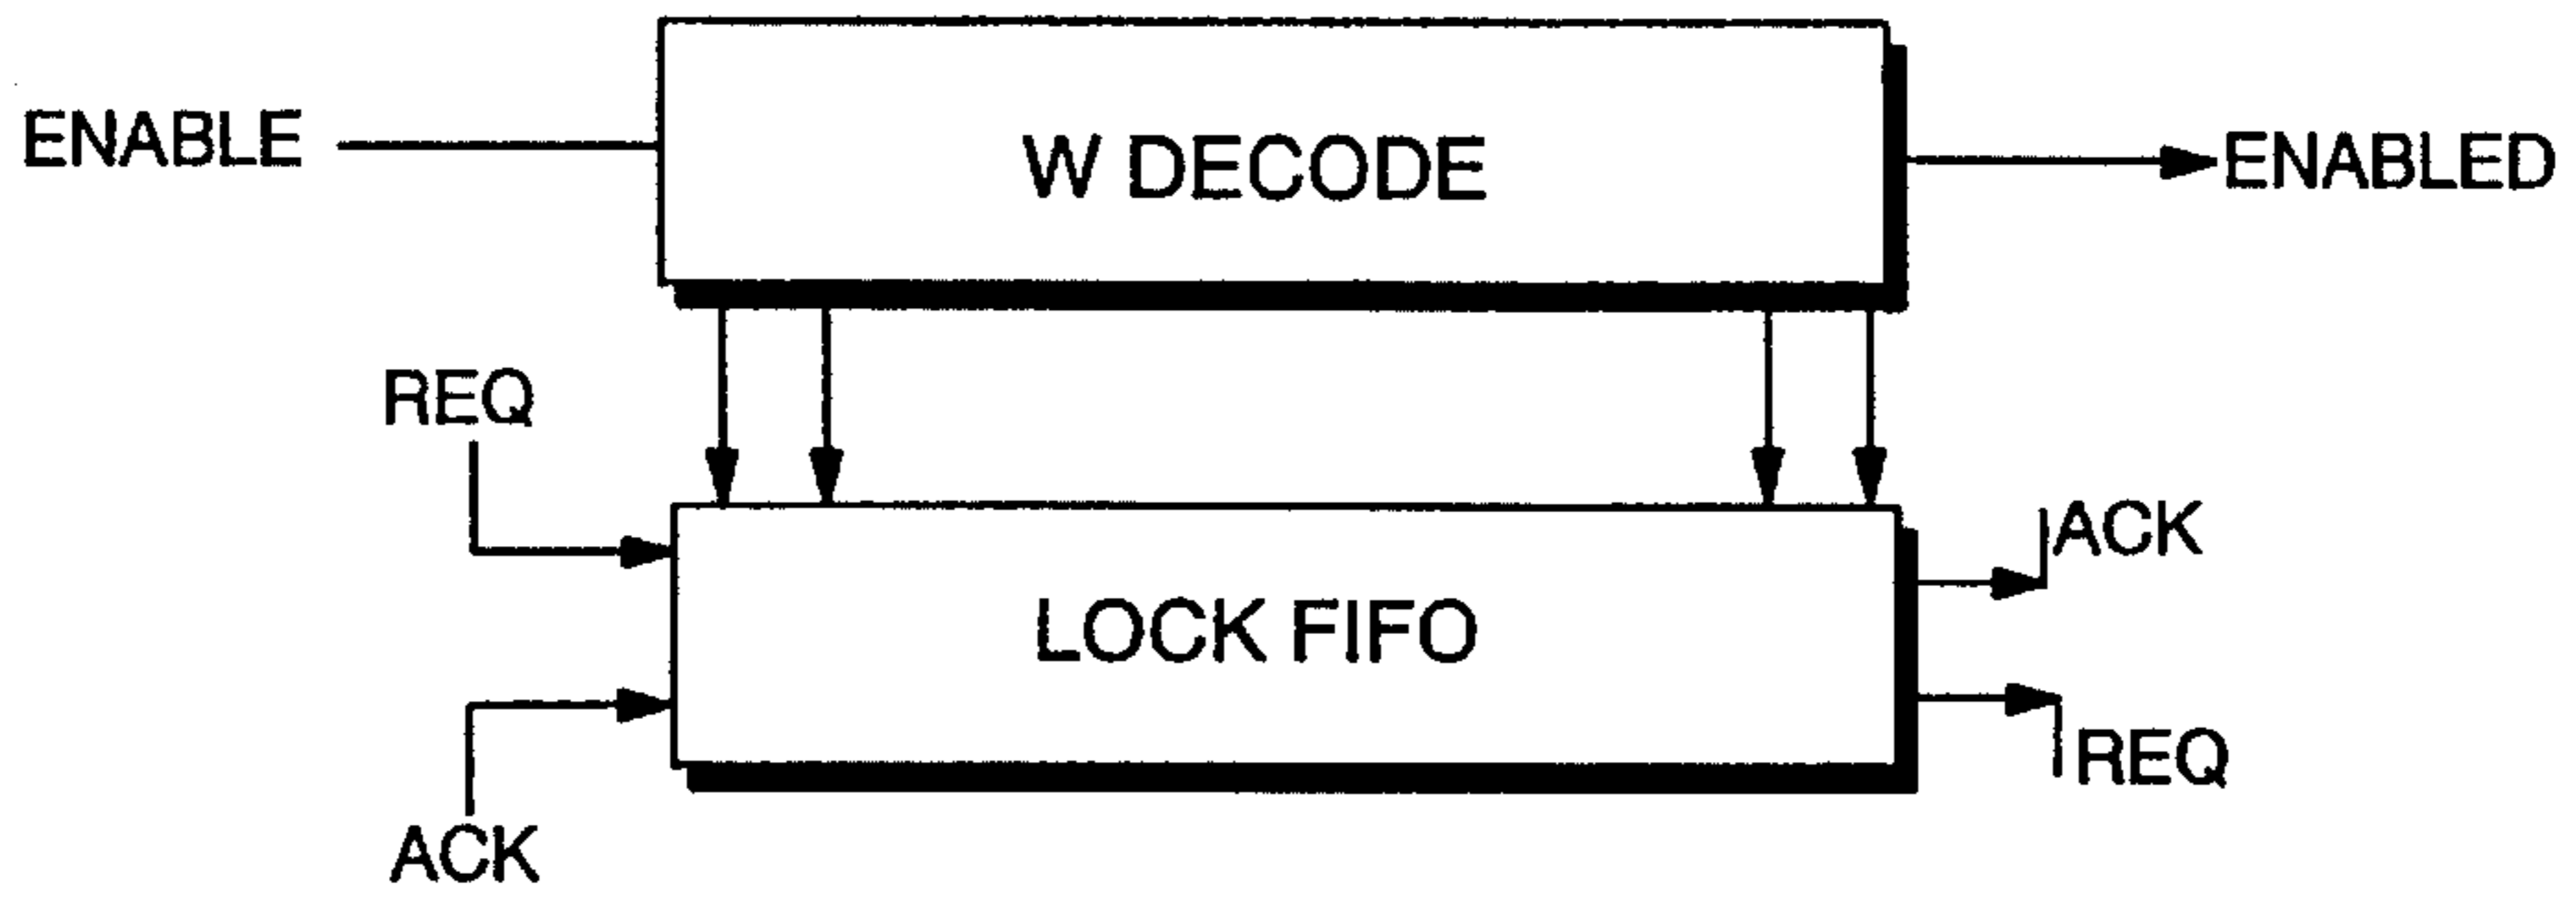 ENABLE
W DECODE
ENABLED
REQ
ACK
LOCK FIFO
REQ
ACK